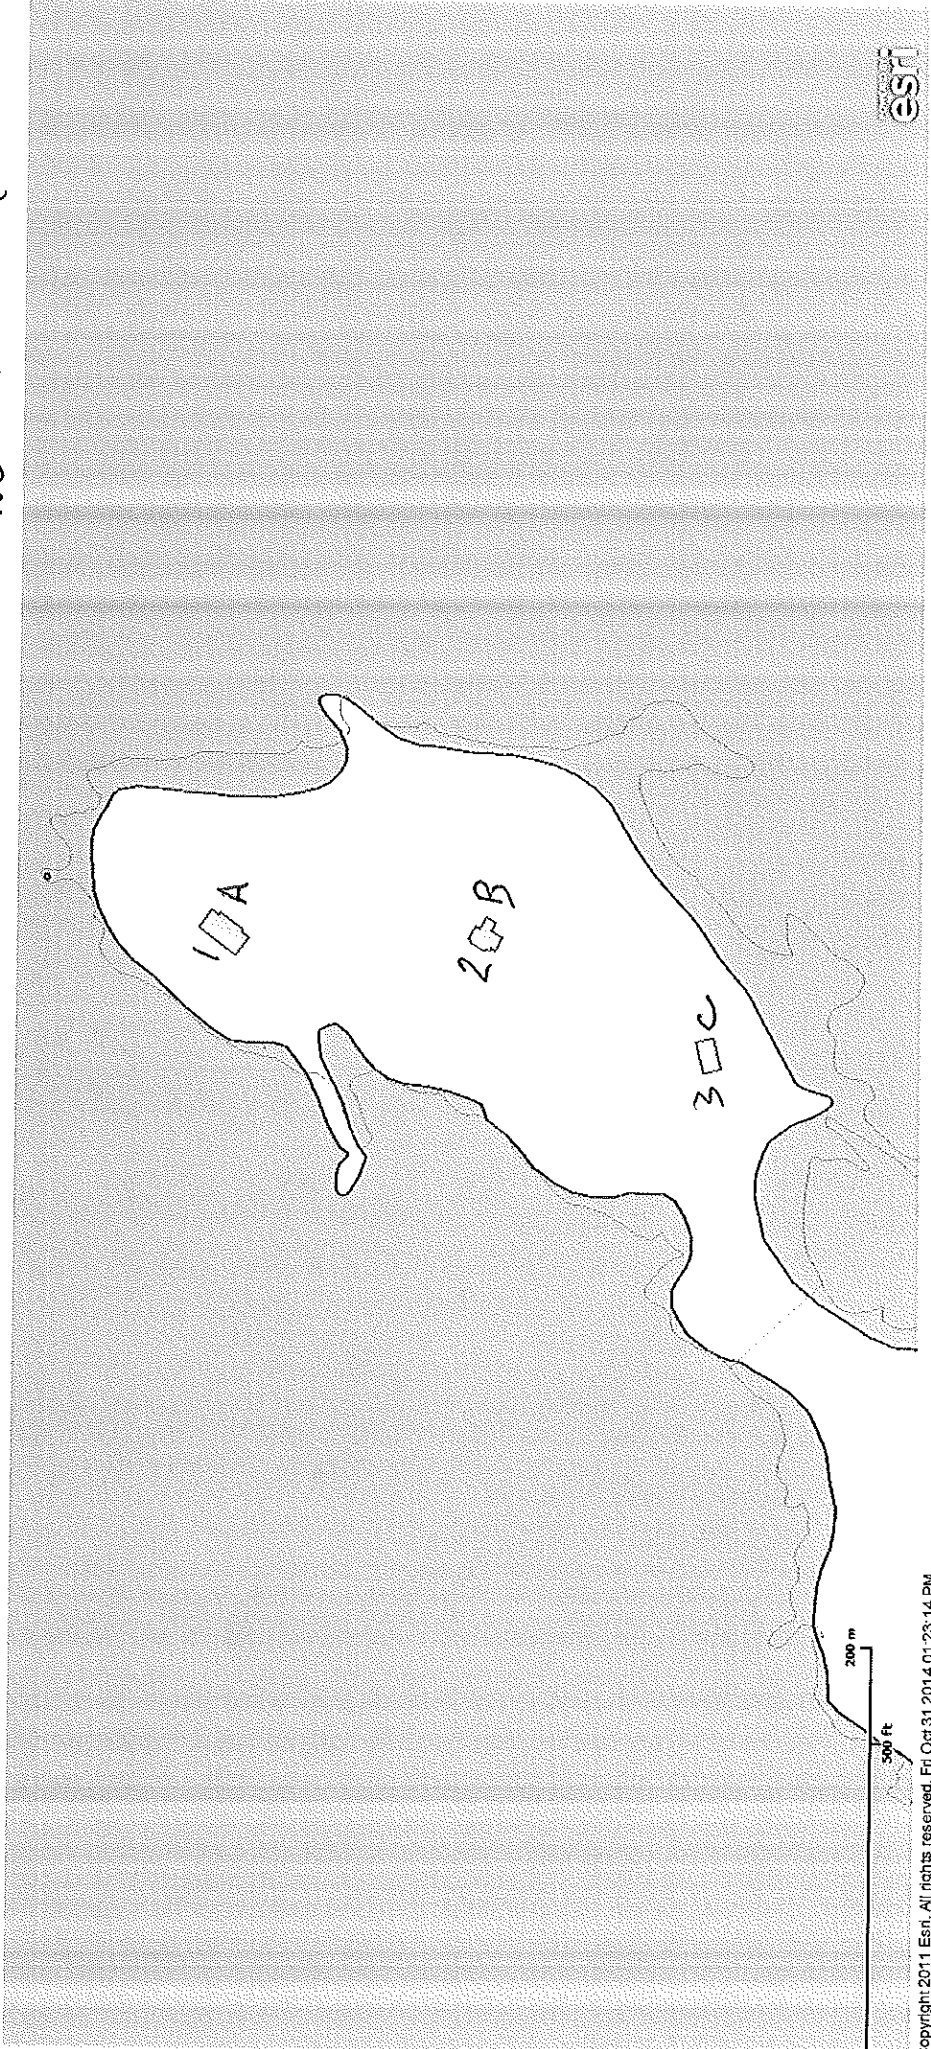 esri
1 A
2 B
3 C
200 m
500 ft
opyright 2011 Esri. All rights reserved. Fri Oct 31 2014 01:23:14 PM